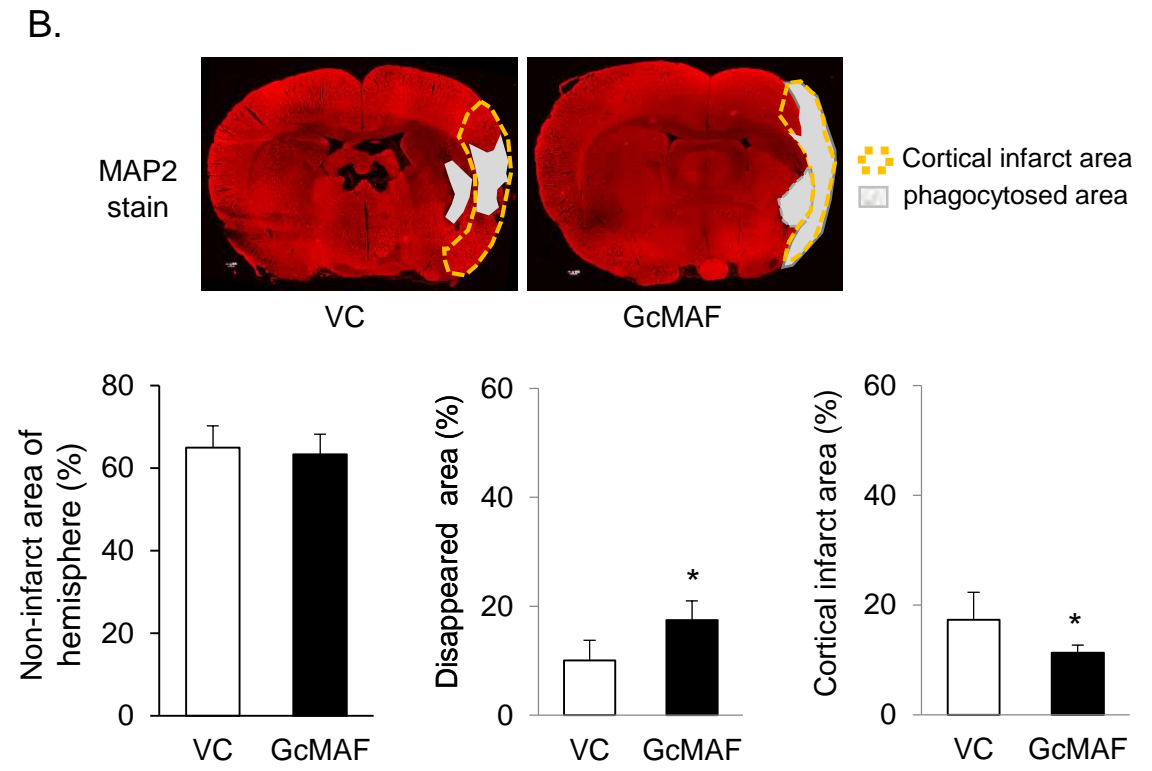 B.
MAP2
stain
Cortical infarct area
phagocytosed area
VC
GcMAF
Non-infarct area of
hemisphere (%)
80
60
40
20
0
VC
GcMAF
Disappeared area (%)
60
40
20
0
*
VC
GcMAF
Cortical infarct area (%)
60
40
20
0
*
VC
GcMAF